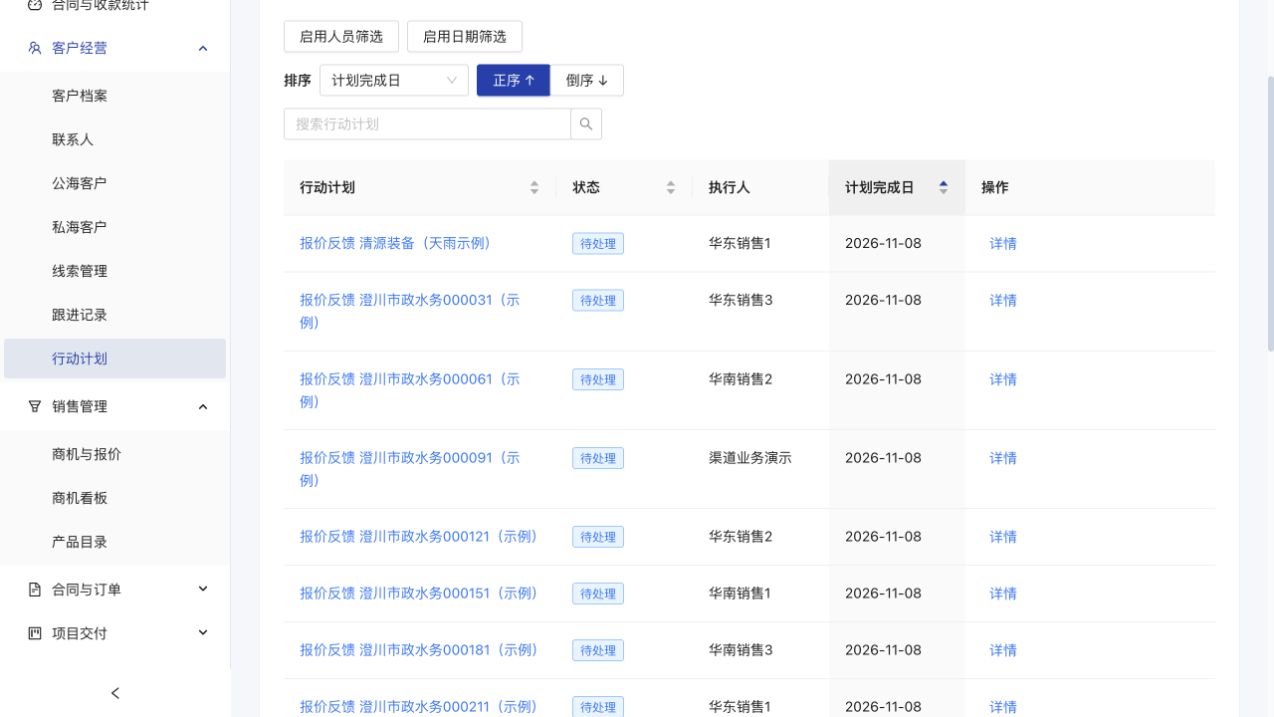 合同与收款统计
客户经营
客户档案
联系人
公海客户
私海客户
线索管理
跟进记录
行动计划
销售管理
商机与报价
商机看板
产品目录
合同与订单
项目交付
启用人员筛选 启用日期筛选
排序 计划完成日 正序 ↑ 倒序 ↓
搜索行动计划
行动计划 状态 执行人 计划完成日 操作
报价反馈 清源装备（天雨示例） 待处理 华东销售1 2026-11-08 详情
报价反馈 澄川市政水务000031（示 待处理 华东销售3 2026-11-08 详情
例）
报价反馈 澄川市政水务000061（示 待处理 华南销售2 2026-11-08 详情
例）
报价反馈 澄川市政水务000091（示 待处理 渠道业务演示 2026-11-08 详情
例）
报价反馈 澄川市政水务000121（示例） 待处理 华东销售2 2026-11-08 详情
报价反馈 澄川市政水务000151（示例） 待处理 华南销售1 2026-11-08 详情
报价反馈 澄川市政水务000181（示例） 待处理 华南销售3 2026-11-08 详情
报价反馈 澄川市政水务000211（示例） 待处理 华东销售1 2026-11-08 详情